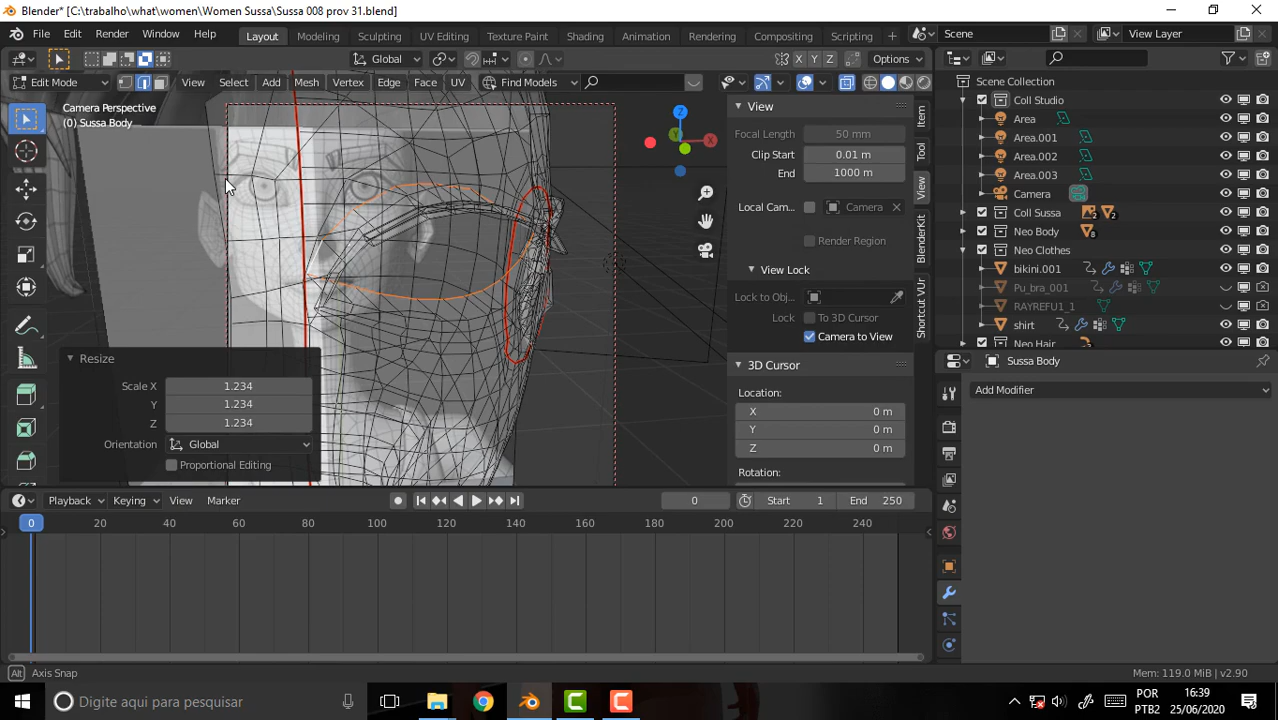 Blender* [C:\trabalho\what\women\Women Sussa\Sussa 008 prov 31.blend]
File Edit Render Window Help Layout Modeling Sculpting UV Editing Texture Paint Shading Animation Rendering Compositing Scripting Scene View Layer
Global Options
Edit Mode View Select Add Mesh Vertex Edge Face UV Find Models
Camera Perspective
(0) Sussa Body
X Y Z
Item
Tool
View
BlenderKit
Shortcut VUr
View
Focal Length 50 mm
Clip Start 0.01 m
End 1000 m
Local Cam... Camera
Render Region
View Lock
Lock to Obj...
Lock To 3D Cursor
Camera to View
3D Cursor
Location:
X 0 m
Y 0 m
Z 0 m
Rotation:
Scene Collection
Coll Studio
Area
Area.001
Area.002
Area.003
Camera
Coll Sussa 2 2
Neo Body 8
Neo Clothes
bikini.001
Pu_bra_001
RAYREFU1_1
shirt
Neo Hair
Sussa Body
Add Modifier
Resize
Scale X 1.234
Y 1.234
Z 1.234
Orientation Global
Proportional Editing
Playback Keying View Marker 0 Start 1 End 250
0 20 40 60 80 100 120 140 160 180 200 220 240
Alt Axis Snap Mem: 119.0 MiB | v2.90
Digite aqui para pesquisar
POR
PTB2
16:39
25/06/2020